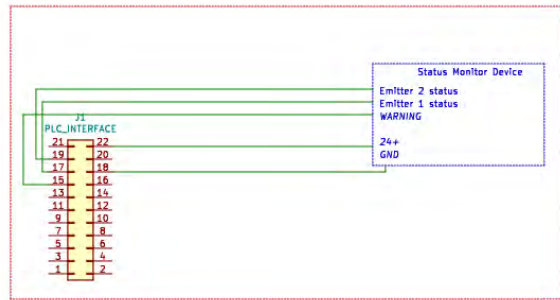 Status Monitor Device
Emitter 2 status
Emitter 1 status
WARNING
24+
GND
J1
PLC_INTERFACE
21 22
19 20
17 18
15 16
13 14
11 12
9 10
7 8
5 6
3 4
1 2